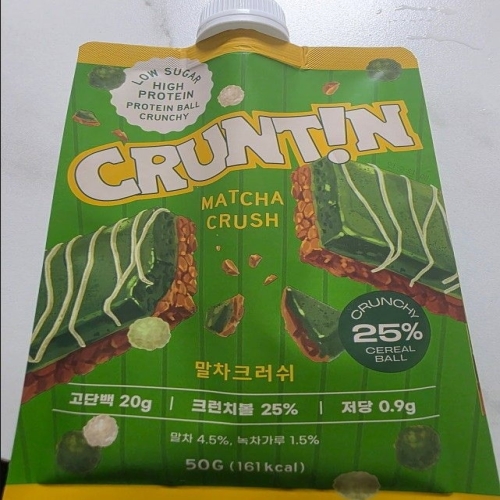 LOW SUGAR
HIGH
PROTEIN
PROTEIN BALL
CRUNCHY
CRUNT!N
MATCHA
CRUSH
CRUNCHY
25%
CEREAL
BALL
말차크러쉬
고단백 20g | 크런치볼 25% | 저당 0.9g
말차 4.5%, 녹차가루 1.5%
50G (161kcal)